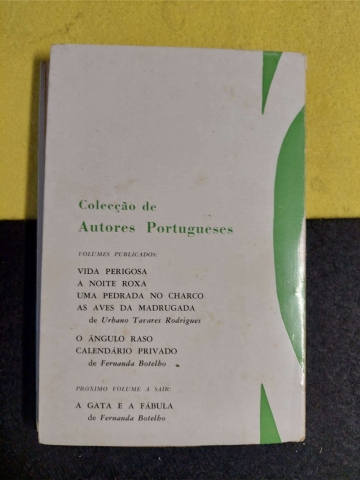 Colecção de
Autores Portugueses
VOLUMES PUBLICADOS:
VIDA PERIGOSA
A NOITE ROXA
UMA PEDRADA NO CHARCO
AS AVES DA MADRUGADA
de Urbano Tavares Rodrigues
O ÂNGULO RASO
CALENDÁRIO PRIVADO
de Fernanda Botelho
PRÓXIMO VOLUME A SAIR:
A GATA E A FÁBULA
de Fernanda Botelho